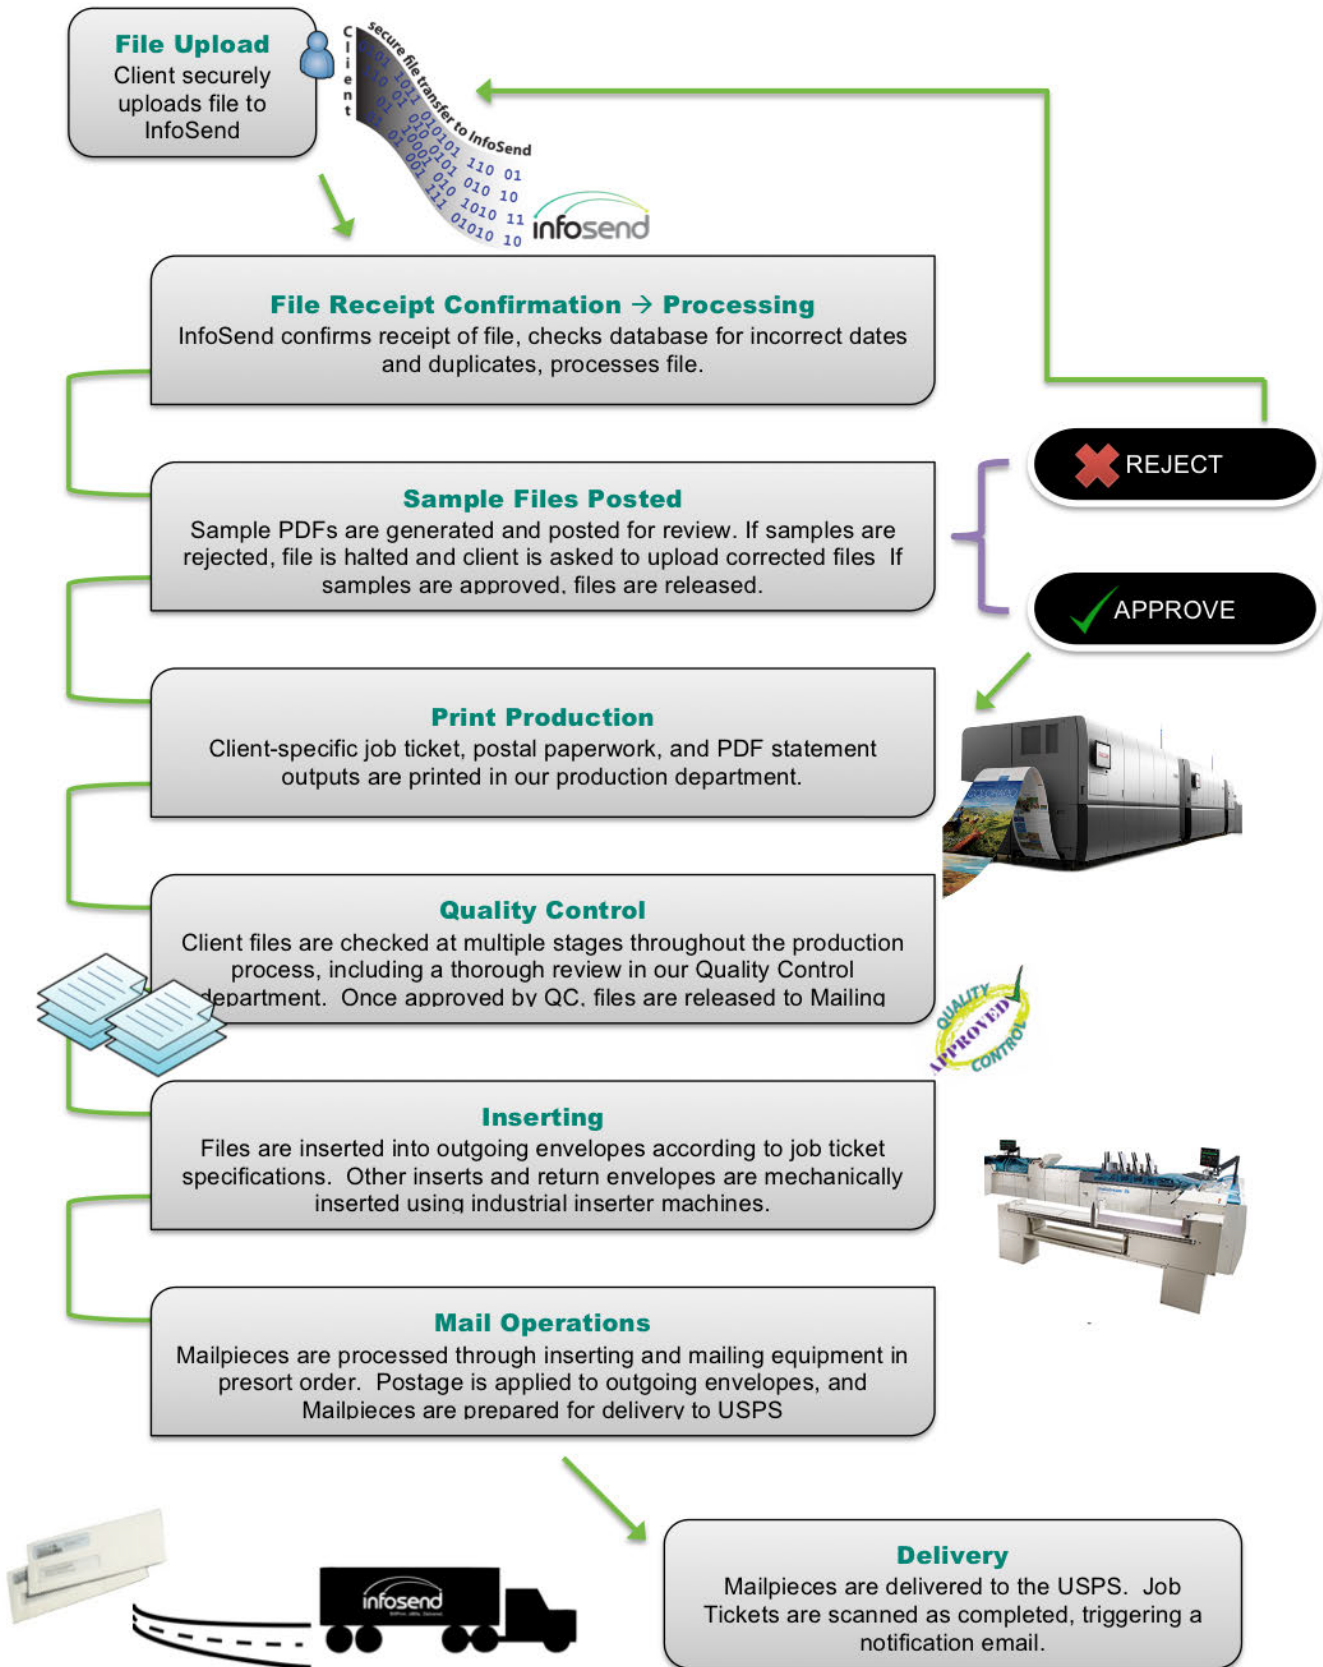 File Upload
Client securely
uploads file to
InfoSend
Client
secure file transfer to InfoSend
infosend
File Receipt Confirmation → Processing
InfoSend confirms receipt of file, checks database for incorrect dates
and duplicates, processes file.
REJECT
Sample Files Posted
Sample PDFs are generated and posted for review. If samples are
rejected, file is halted and client is asked to upload corrected files  If
samples are approved, files are released.
APPROVE
Print Production
Client-specific job ticket, postal paperwork, and PDF statement
outputs are printed in our production department.
Quality Control
Client files are checked at multiple stages throughout the production
process, including a thorough review in our Quality Control
department.  Once approved by QC, files are released to Mailing
QUALITY
APPROVED
CONTROL
Inserting
Files are inserted into outgoing envelopes according to job ticket
specifications.  Other inserts and return envelopes are mechanically
inserted using industrial inserter machines.
Mail Operations
Mailpieces are processed through inserting and mailing equipment in
presort order.  Postage is applied to outgoing envelopes, and
Mailpieces are prepared for delivery to USPS
infosend
Delivery
Mailpieces are delivered to the USPS.  Job
Tickets are scanned as completed, triggering a
notification email.